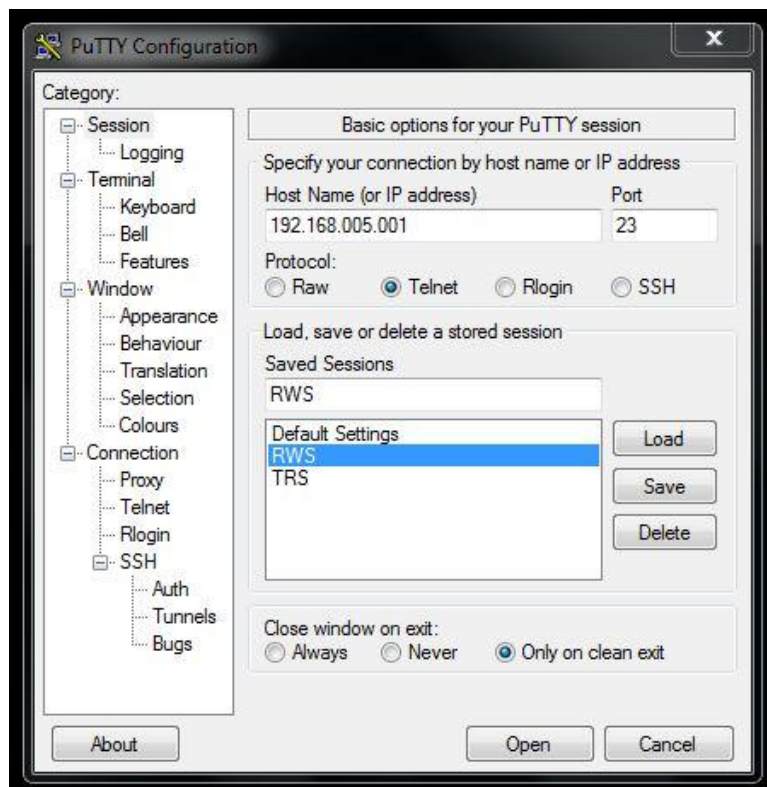 PuTTY Configuration
x
Category:
Session
Logging
Terminal
Keyboard
Bell
Features
Window
Appearance
Behaviour
Translation
Selection
Colours
Connection
Proxy
Telnet
Rlogin
SSH
Auth
Tunnels
Bugs
Basic options for your PuTTY session
Specify your connection by host name or IP address
Host Name (or IP address) Port
192.168.005.001 23
Protocol:
Raw Telnet Rlogin SSH
Load, save or delete a stored session
Saved Sessions
RWS
Default Settings
RWS
TRS
Load
Save
Delete
Close window on exit:
Always Never Only on clean exit
About Open Cancel